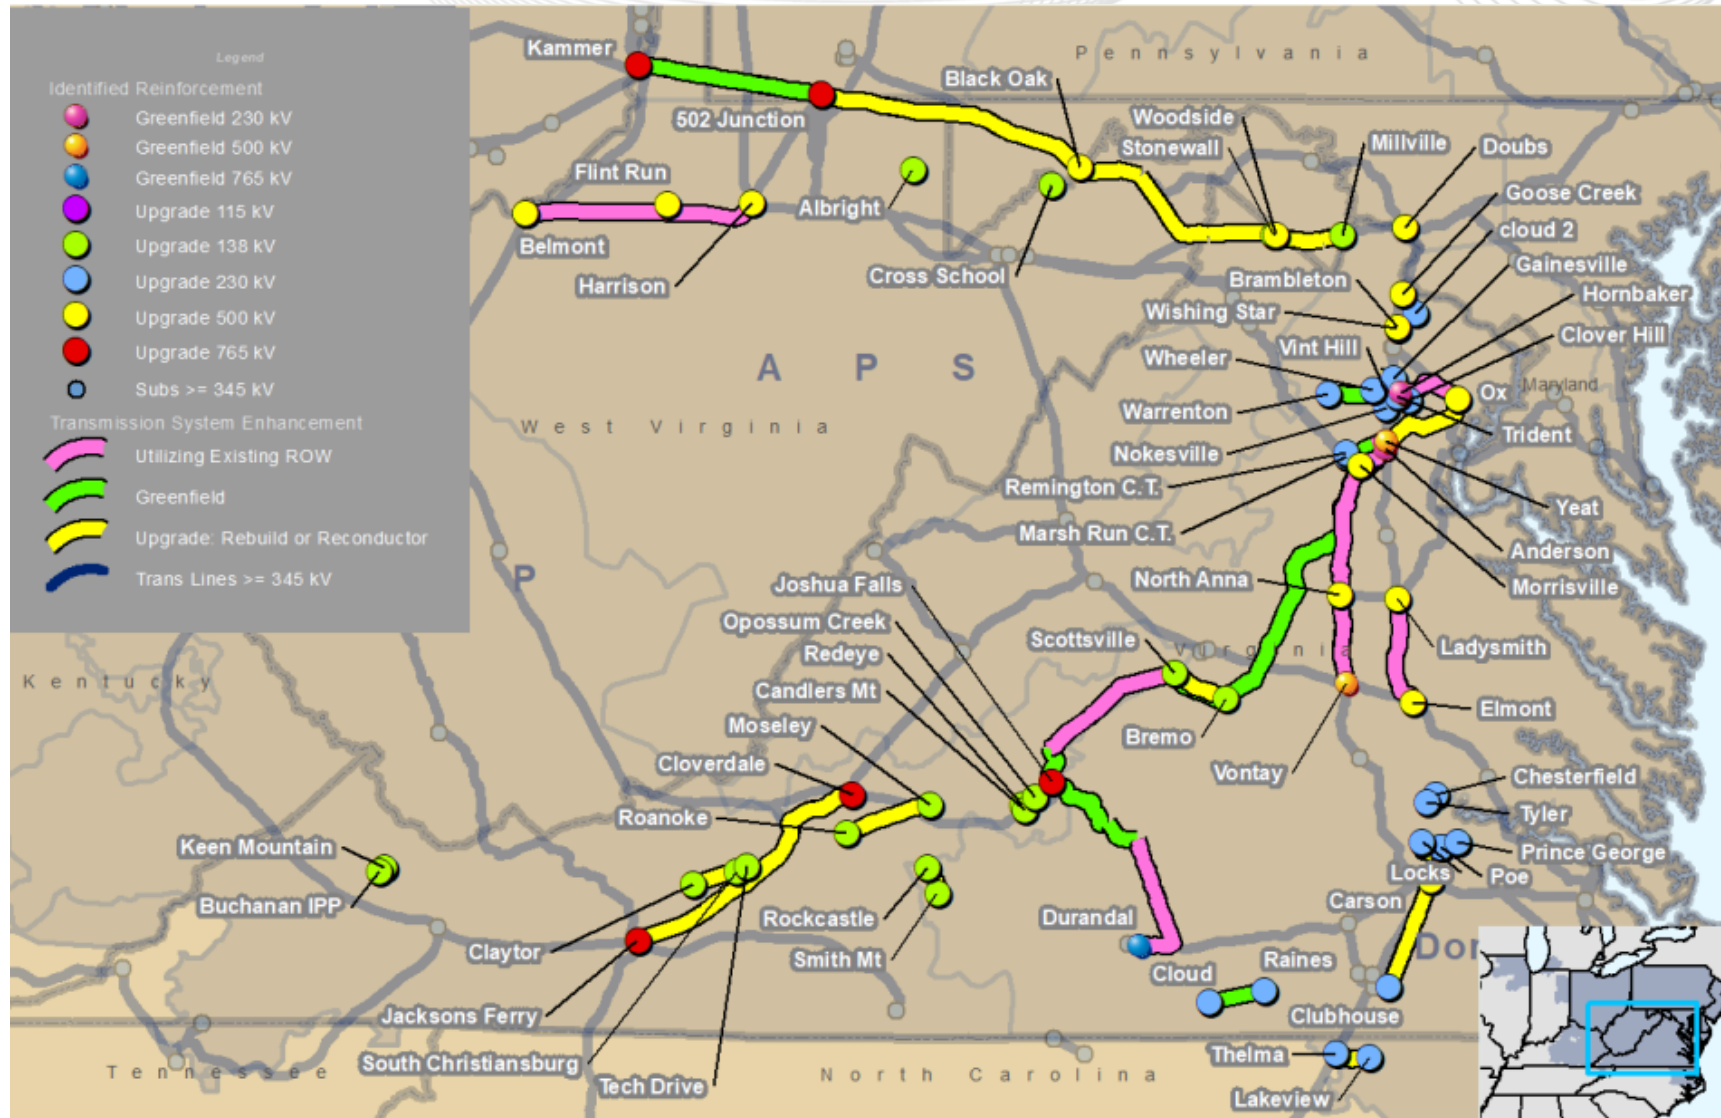 Legend
Identified Reinforcement
Greenfield 230 kV
Greenfield 500 kV
Greenfield 765 kV
Upgrade 115 kV
Upgrade 138 kV
Upgrade 230 kV
Upgrade 500 kV
Upgrade 765 kV
Subs >= 345 kV
Transmission System Enhancement
Utilizing Existing ROW
Greenfield
Upgrade: Rebuild or Reconductor
Trans Lines >= 345 kV
Kammer
Pennsylvania
Black Oak
502 Junction
Woodside
Stonewall
Millville
Doubs
Flint Run
Albright
Goose Creek
Belmont
cloud 2
Harrison
Cross School
Gainesville
Brambleton
Hornbaker
Wishing Star
Clover Hill
Vint Hill
Wheeler
A P S
Maryland
Ox
Warrenton
West Virginia
Trident
Nokesville
Remington C.T.
Yeat
Marsh Run C.T.
Anderson
P
Joshua Falls
North Anna
Morrisville
Opossum Creek
Scottsville
Virginia
Ladysmith
Redeye
Kentucky
Candlers Mt
Elmont
Moseley
Bremo
Cloverdale
Vontay
Chesterfield
Roanoke
Tyler
Keen Mountain
Prince George
Locks
Poe
Buchanan IPP
Carson
Rockcastle
Durandal
Claytor
Smith Mt
Cloud
Raines
Jacksons Ferry
Clubhouse
Thelma
South Christiansburg
Tennessee
North Carolina
Tech Drive
Lakeview